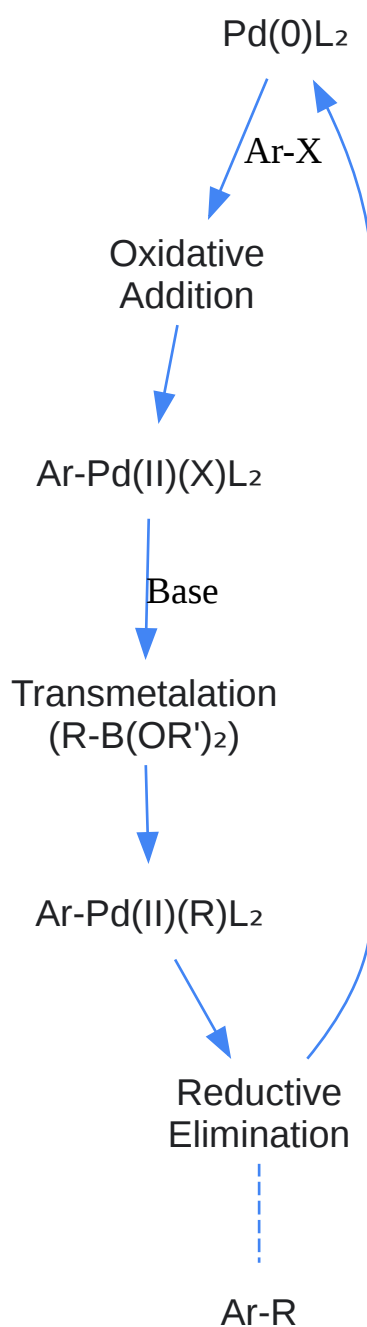 Pd(0)L₂
Ar-X
Oxidative
Addition
Ar-Pd(II)(X)L₂
Base
Transmetalation
(R-B(OR')₂)
Ar-Pd(II)(R)L₂
Reductive
Elimination
Ar-R